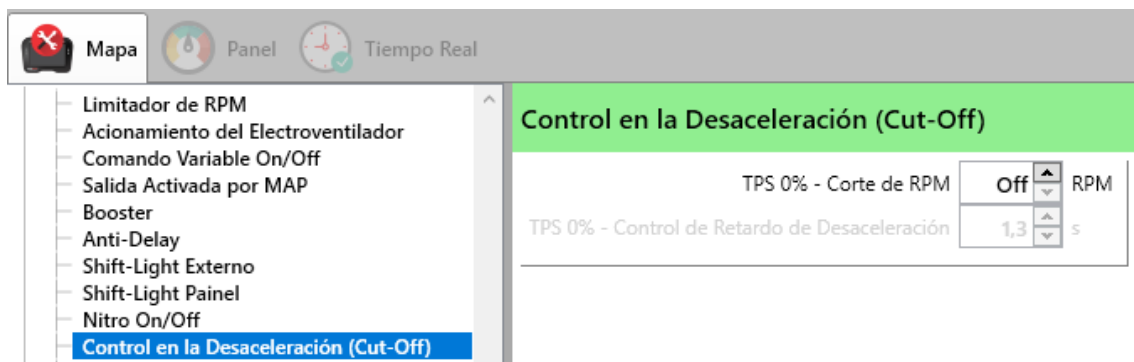 Mapa
Panel
Tiempo Real
Limitador de RPM
Acionamiento del Electroventilador
Comando Variable On/Off
Salida Activada por MAP
Booster
Anti-Delay
Shift-Light Externo
Shift-Light Painel
Nitro On/Off
Control en la Desaceleración (Cut-Off)
Control en la Desaceleración (Cut-Off)
TPS 0% - Corte de RPM Off RPM
TPS 0% - Control de Retardo de Desaceleración 1,3 s